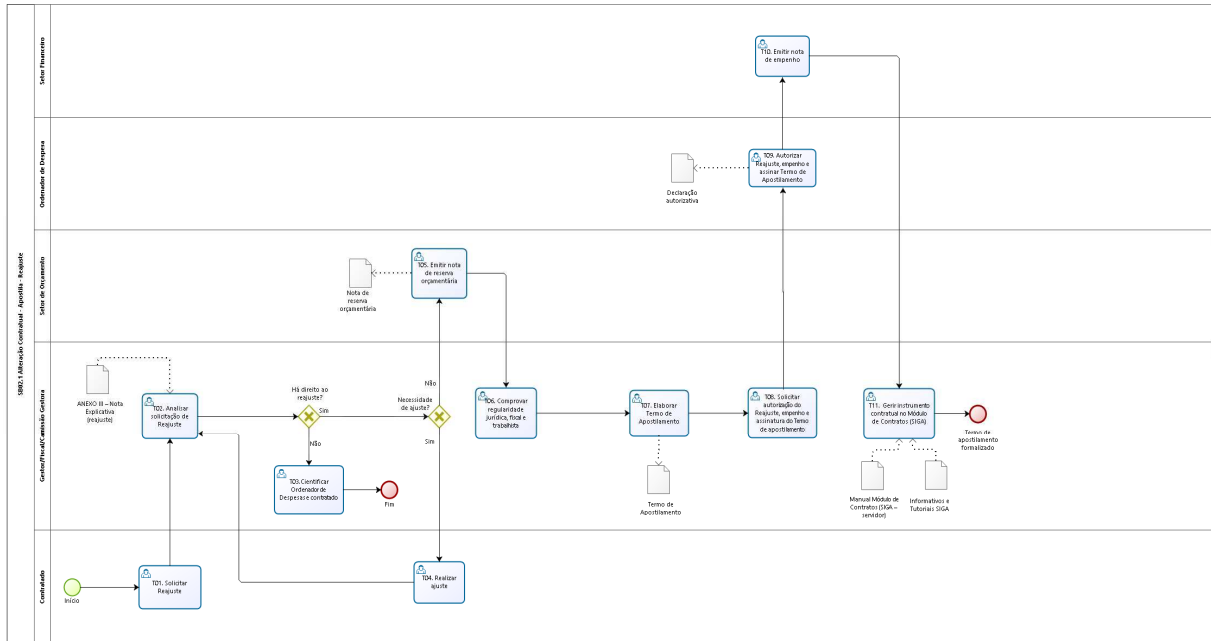 SB02.1 Alteração Contratual - Apostila - Reajuste
Setor Financeiro
T10. Emitir nota
de empenho
Ordenador de Despesa
T09. Autorizar
Reajuste, empenho e
assinar Termo de
Apostilamento
Declaração
autorizativa
Setor de Orçamento
T05. Emitir nota
de reserva
orçamentária
Nota de
reserva
orçamentária
Gestor/Fiscal/Comissão Gestora
ANEXO III – Nota
Explicativa
(reajuste)
T02. Analisar
solicitação de
Reajuste
Há direito ao
reajuste?
Sim
Não
T03. Cientificar
Ordenador de
Despesas e contratado
Fim
Necessidade
de ajuste?
Não
Sim
T06. Comprovar
regularidade
jurídica, fiscal e
trabalhista
T07. Elaborar
Termo de
Apostilamento
Termo de
Apostilamento
T08. Solicitar
autorização do
Reajuste, empenho e
assinatura do Termo
de apostilamento
T11. Gerir instrumento
contratual no Módulo
de Contratos (SIGA)
Termo de
apostilamento
formalizado
Manual Módulo de
Contratos (SIGA –
servidor)
Informativos e
Tutoriais SIGA
Contratado
Início
T01. Solicitar
Reajuste
T04. Realizar
ajuste